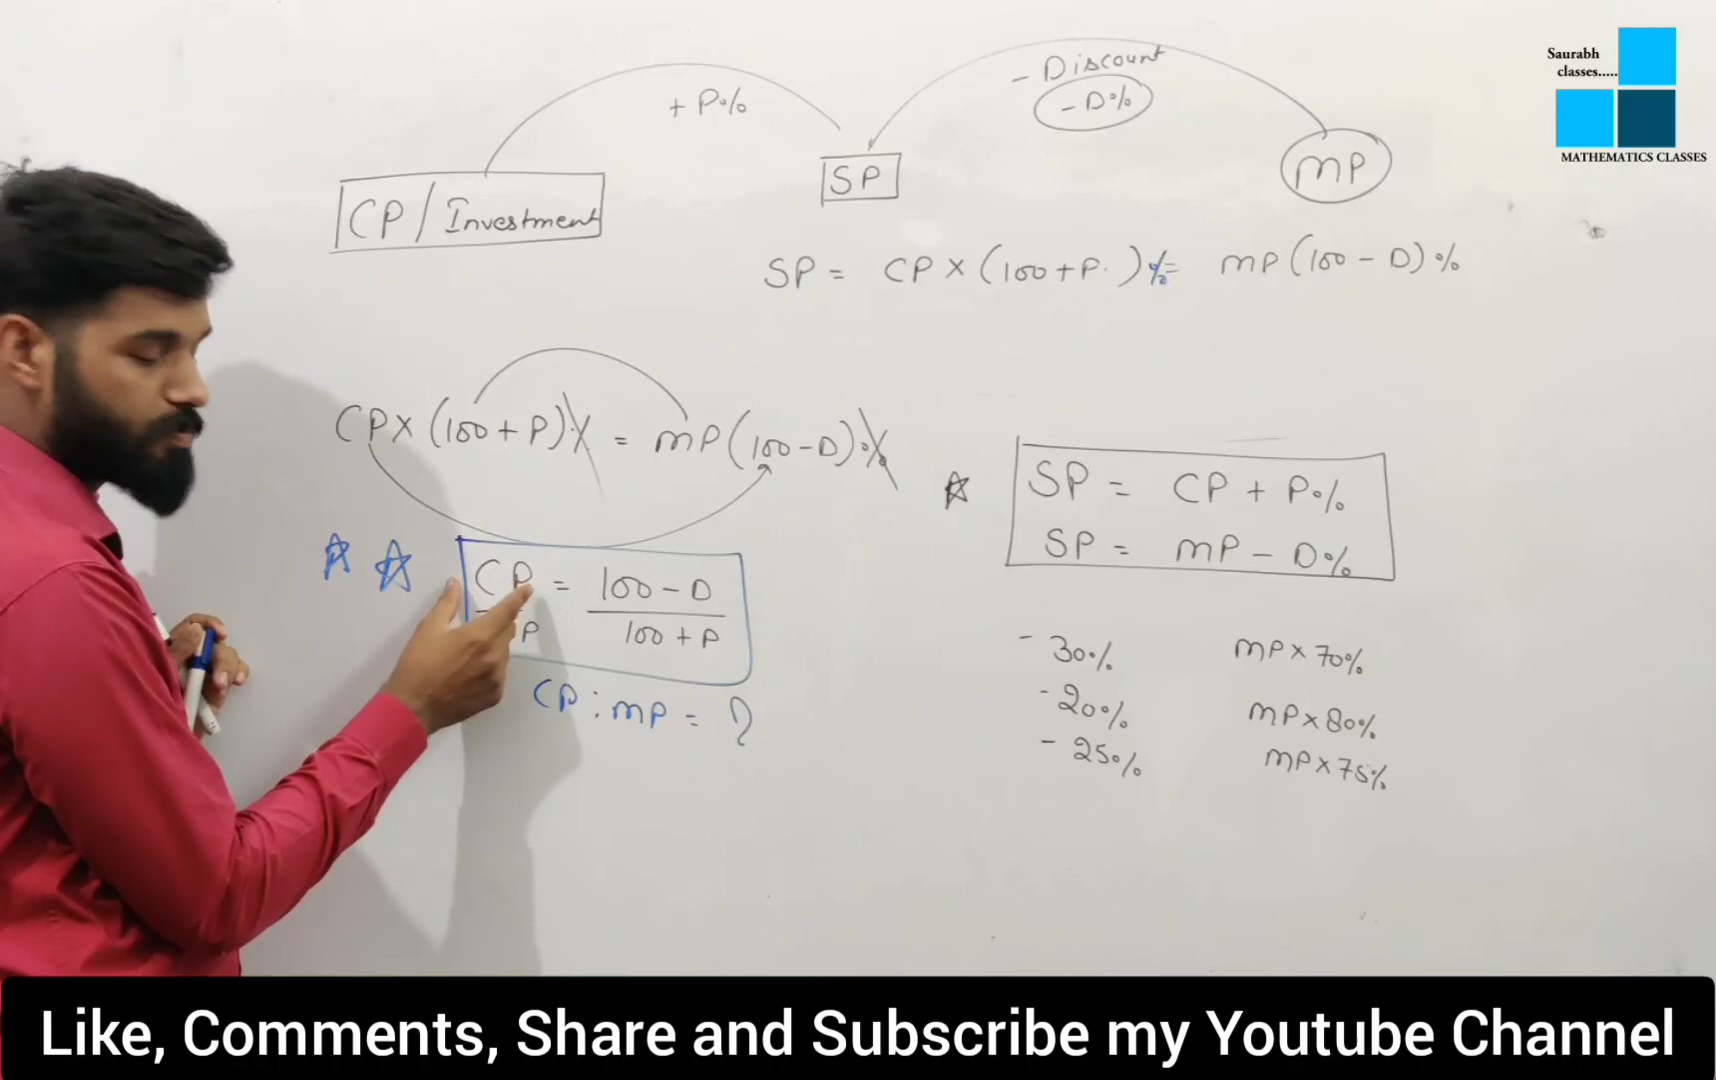 - Discount
+ P%
- D%
Saurabh
classes.....
MATHEMATICS CLASSES
CP / Investment
SP
MP
SP = CP × (100 + P.)% = MP (100 - D) %
CP × (100 + P)% = MP (100 - D)%
SP = CP + P%
SP = MP - D%
CP = 100 - D
P 100 + P
CP : MP = ?
- 30% MP × 70%
- 20% MP × 80%
- 25% MP × 75%
Like, Comments, Share and Subscribe my Youtube Channel